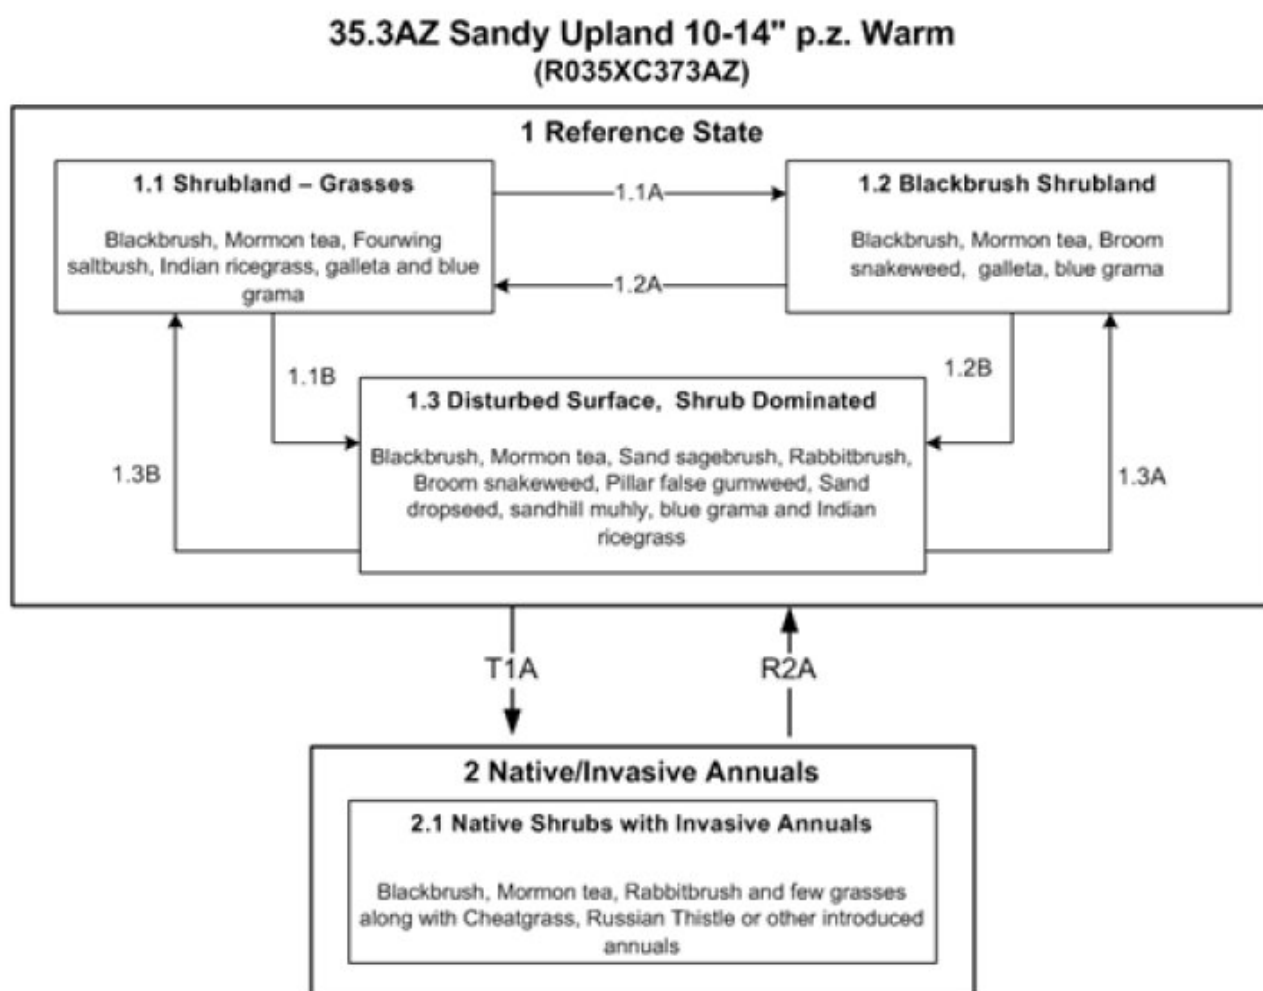 35.3AZ Sandy Upland 10-14" p.z. Warm
(R035XC373AZ)
1 Reference State
1.1 Shrubland – Grasses
Blackbrush, Mormon tea, Fourwing
saltbush, Indian ricegrass, galleta and blue
grama
1.1A
1.2A
1.2 Blackbrush Shrubland
Blackbrush, Mormon tea, Broom
snakeweed, galleta, blue grama
1.1B
1.2B
1.3B
1.3 Disturbed Surface, Shrub Dominated
Blackbrush, Mormon tea, Sand sagebrush, Rabbitbrush,
Broom snakeweed, Pillar false gumweed, Sand
dropseed, sandhill muhly, blue grama and Indian
ricegrass
1.3A
T1A
R2A
2 Native/Invasive Annuals
2.1 Native Shrubs with Invasive Annuals
Blackbrush, Mormon tea, Rabbitbrush and few grasses
along with Cheatgrass, Russian Thistle or other introduced
annuals